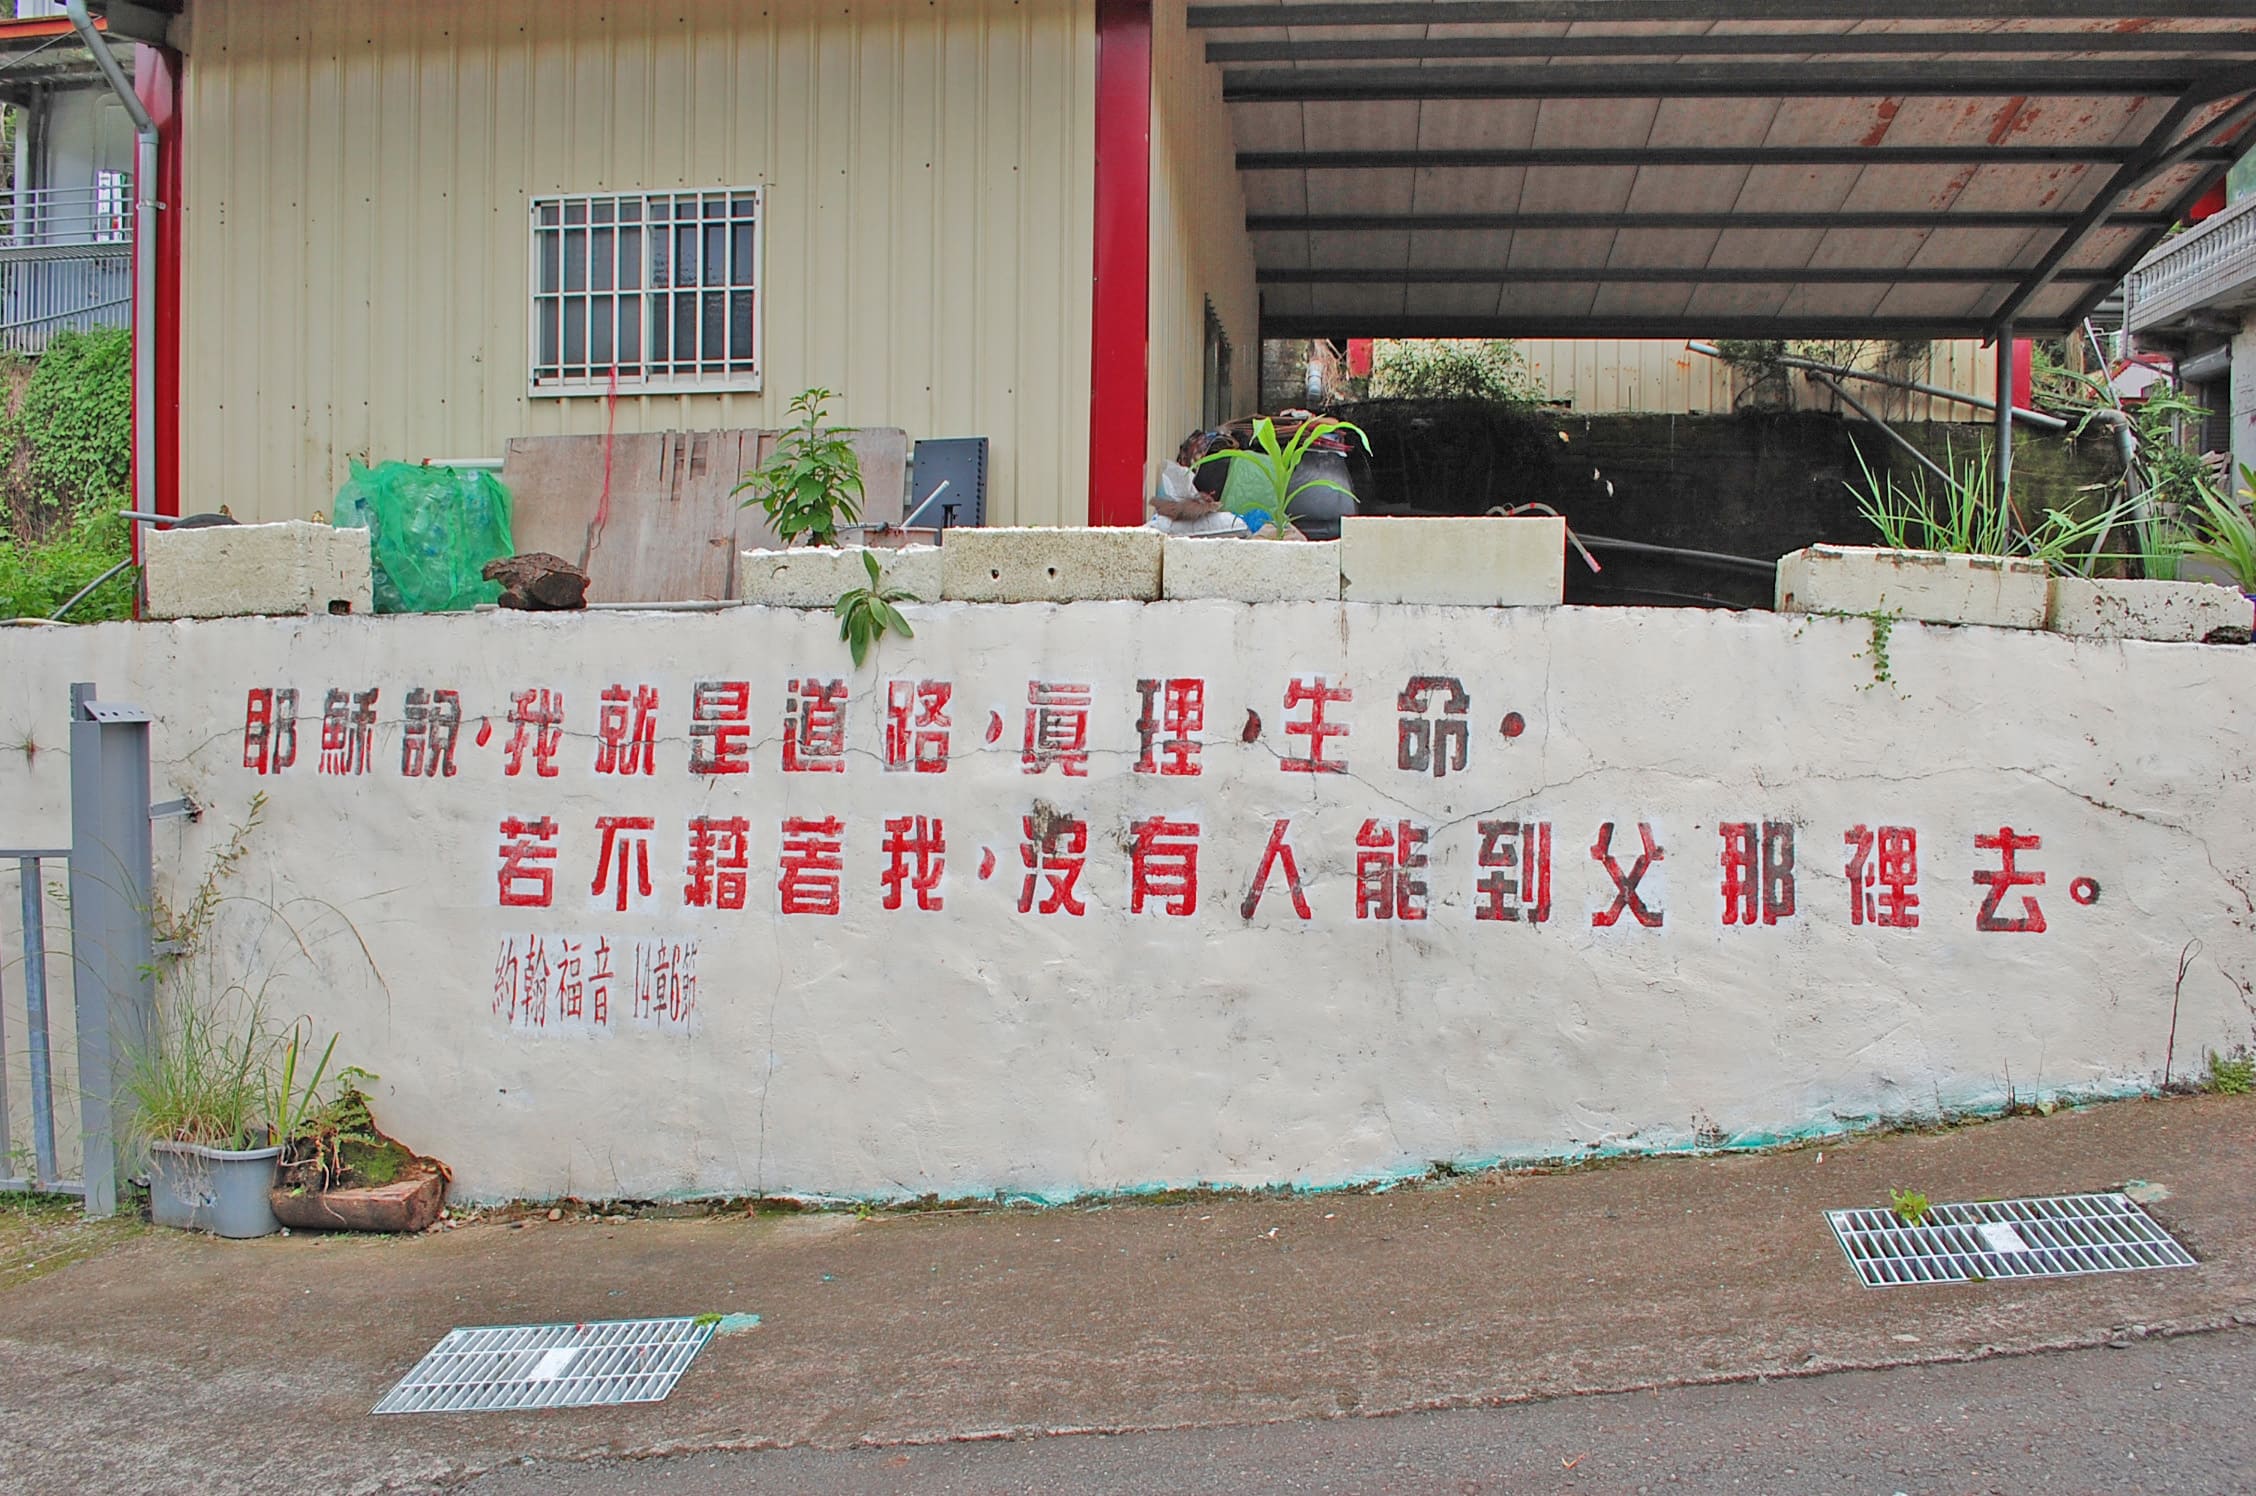 耶穌說，我就是道路，眞理，生命。
若不藉着我，沒有人能到父那裡去。
約翰福音 14章6節